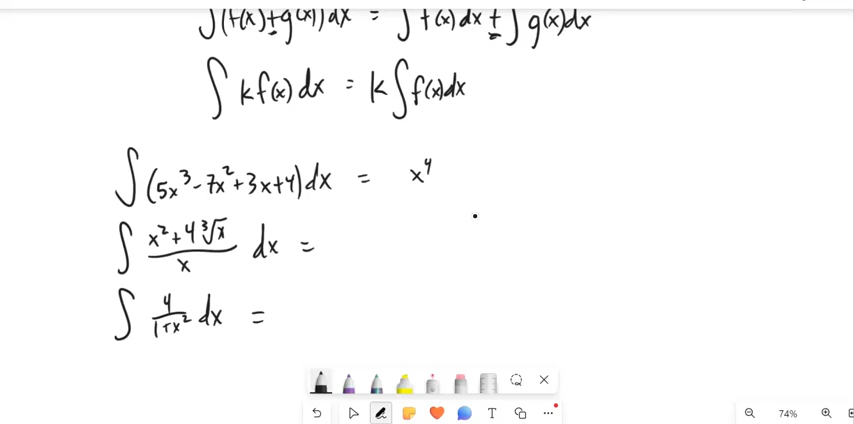 ∫(f(x)±g(x))dx = ∫f(x)dx ± ∫g(x)dx
∫kf(x)dx = k∫f(x)dx
∫(5x³-7x²+3x+4)dx = x⁴
∫ (x²+4∛x)/x dx =
∫ 4/(1+x²) dx =
T
74%